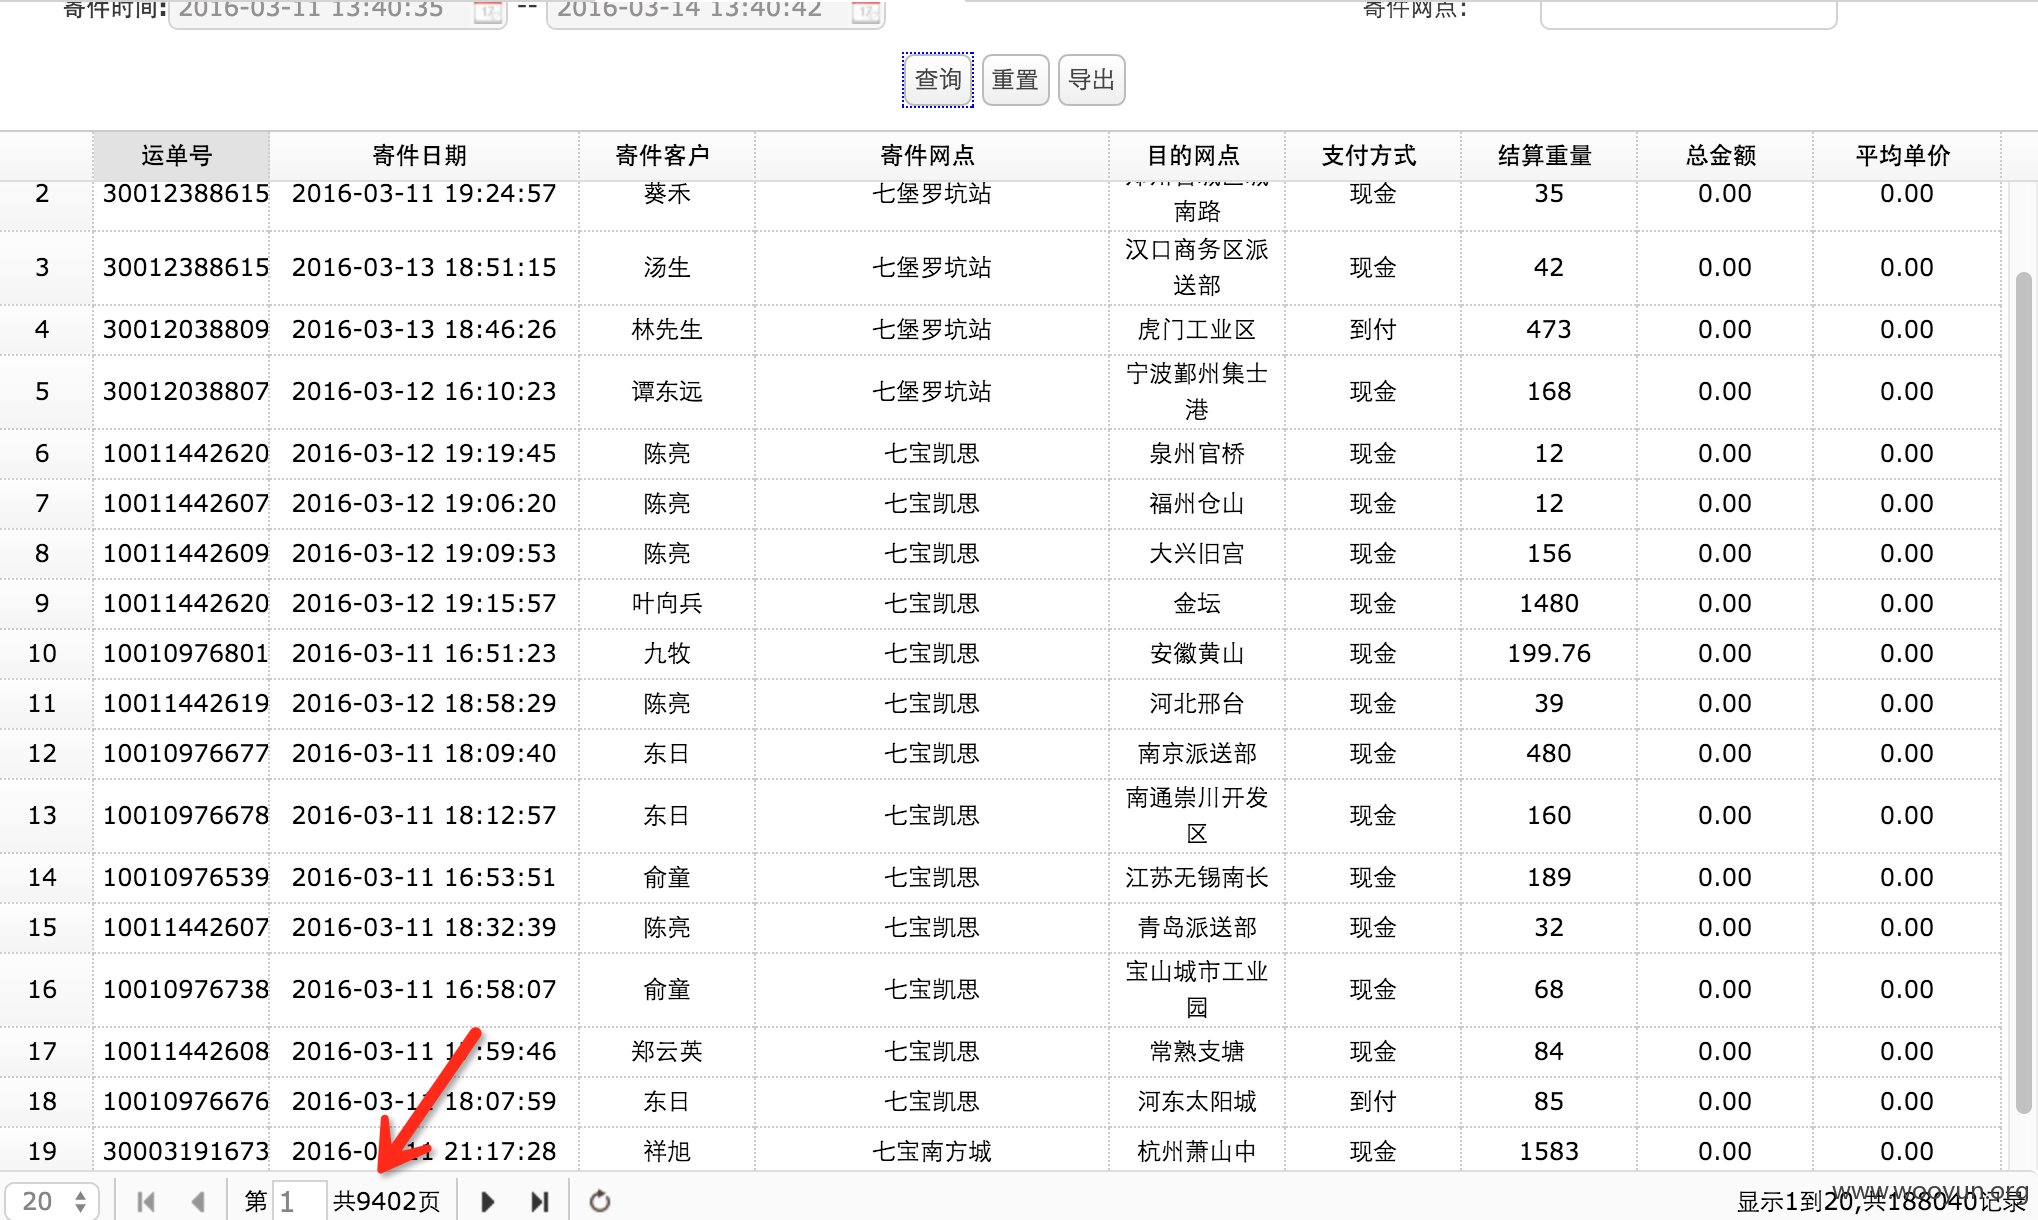 寄件时间: 2016-03-11 13:40:35 -- 2016-03-14 13:40:42 寄件网点:
查询 重置 导出
运单号 寄件日期 寄件客户 寄件网点 目的网点 支付方式 结算重量 总金额 平均单价
2 30012388615 2016-03-11 19:24:57 葵禾 七堡罗坑站 南路 现金 35 0.00 0.00
3 30012388615 2016-03-13 18:51:15 汤生 七堡罗坑站 汉口商务区派送部 现金 42 0.00 0.00
4 30012038809 2016-03-13 18:46:26 林先生 七堡罗坑站 虎门工业区 到付 473 0.00 0.00
5 30012038807 2016-03-12 16:10:23 谭东远 七堡罗坑站 宁波鄞州集士港 现金 168 0.00 0.00
6 10011442620 2016-03-12 19:19:45 陈亮 七宝凯思 泉州官桥 现金 12 0.00 0.00
7 10011442607 2016-03-12 19:06:20 陈亮 七宝凯思 福州仓山 现金 12 0.00 0.00
8 10011442609 2016-03-12 19:09:53 陈亮 七宝凯思 大兴旧宫 现金 156 0.00 0.00
9 10011442620 2016-03-12 19:15:57 叶向兵 七宝凯思 金坛 现金 1480 0.00 0.00
10 10010976801 2016-03-11 16:51:23 九牧 七宝凯思 安徽黄山 现金 199.76 0.00 0.00
11 10011442619 2016-03-12 18:58:29 陈亮 七宝凯思 河北邢台 现金 39 0.00 0.00
12 10010976677 2016-03-11 18:09:40 东日 七宝凯思 南京派送部 现金 480 0.00 0.00
13 10010976678 2016-03-11 18:12:57 东日 七宝凯思 南通崇川开发区 现金 160 0.00 0.00
14 10010976539 2016-03-11 16:53:51 俞童 七宝凯思 江苏无锡南长 现金 189 0.00 0.00
15 10011442607 2016-03-11 18:32:39 陈亮 七宝凯思 青岛派送部 现金 32 0.00 0.00
16 10010976738 2016-03-11 16:58:07 俞童 七宝凯思 宝山城市工业园 现金 68 0.00 0.00
17 10011442608 2016-03-11 :59:46 郑云英 七宝凯思 常熟支塘 现金 84 0.00 0.00
18 10010976676 2016-03-11 18:07:59 东日 七宝凯思 河东太阳城 到付 85 0.00 0.00
19 30003191673 2016-0 11 21:17:28 祥旭 七宝南方城 杭州萧山中 现金 1583 0.00 0.00
20 第 1 共9402页 显示1到20,共188040记录
www.wooyun.org